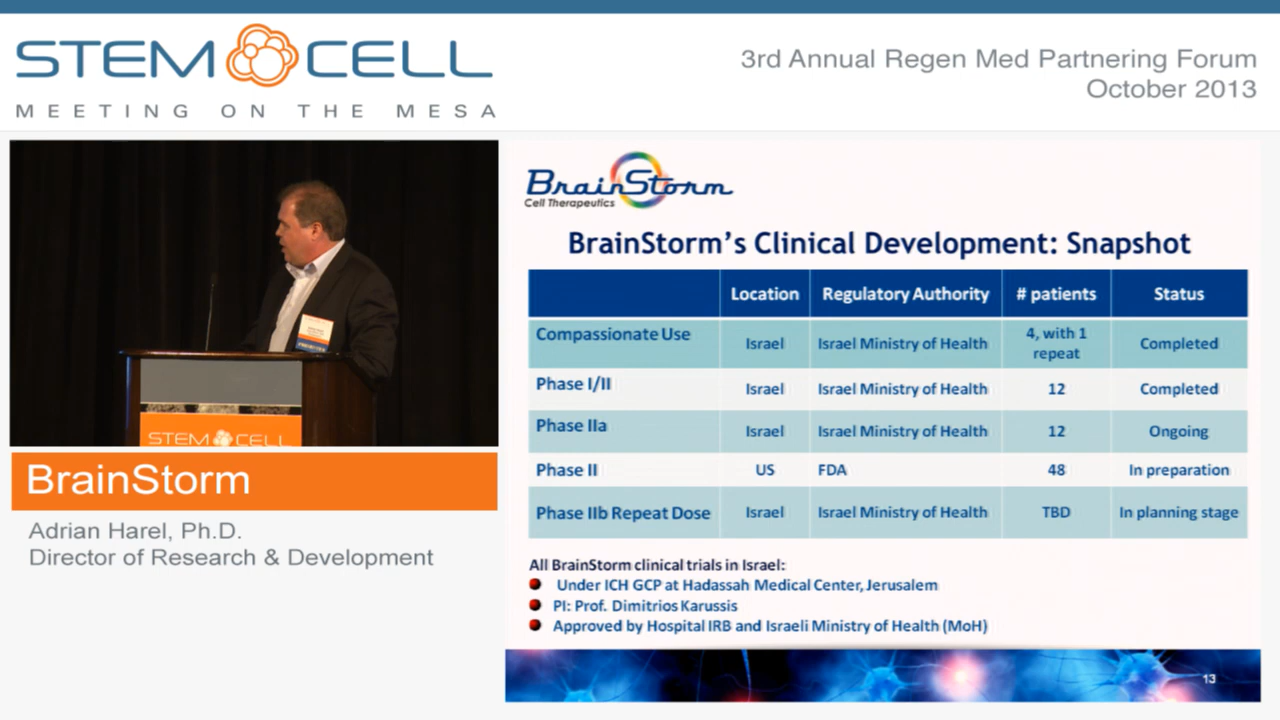 STEM CELL
MEETING ON THE MESA
3rd Annual Regen Med Partnering Forum
October 2013
STEM CELL
BrainStorm
Adrian Harel, Ph.D.
Director of Research & Development
BrainStorm
Cell Therapeutics
BrainStorm's Clinical Development: Snapshot
Location Regulatory Authority # patients Status
Compassionate Use Israel Israel Ministry of Health 4, with 1 repeat Completed
Phase I/II Israel Israel Ministry of Health 12 Completed
Phase IIa Israel Israel Ministry of Health 12 Ongoing
Phase II US FDA 48 In preparation
Phase IIb Repeat Dose Israel Israel Ministry of Health TBD In planning stage
All BrainStorm clinical trials in Israel:
Under ICH GCP at Hadassah Medical Center, Jerusalem
PI: Prof. Dimitrios Karussis
Approved by Hospital IRB and Israeli Ministry of Health (MoH)
13